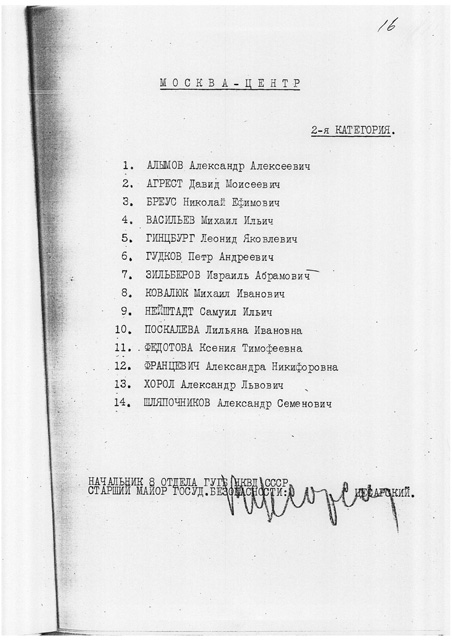 16
МОСКВА-ЦЕНТР
2-я КАТЕГОРИЯ.
1. АЛЫМОВ Александр Алексеевич
2. АГРЕСТ Давид Моисеевич
3. БРЕУС Николай Ефимович
4. ВАСИЛЬЕВ Михаил Ильич
5. ГИНЦБУРГ Леонид Яковлевич
6. ГУДКОВ Петр Андреевич
7. ЗИЛЬБЕРОВ Израиль Абрамович
8. КОВАЛЮК Михаил Иванович
9. НЕЙШТАДТ Самуил Ильич
10. ПОСКАЛЕВА Лильяна Ивановна
11. ФЕДОТОВА Ксения Тимофеевна
12. ФРАНЦЕВИЧ Александра Никифоровна
13. ХОРОЛ Александр Львович
14. ШЛЯПОЧНИКОВ Александр Семенович
НАЧАЛЬНИК 8 ОТДЕЛА ГУГБ НКВД СССР
СТАРШИЙ МАЙОР ГОСУД.БЕЗОПАСНОСТИ: ЦЕСАРСКИЙ.